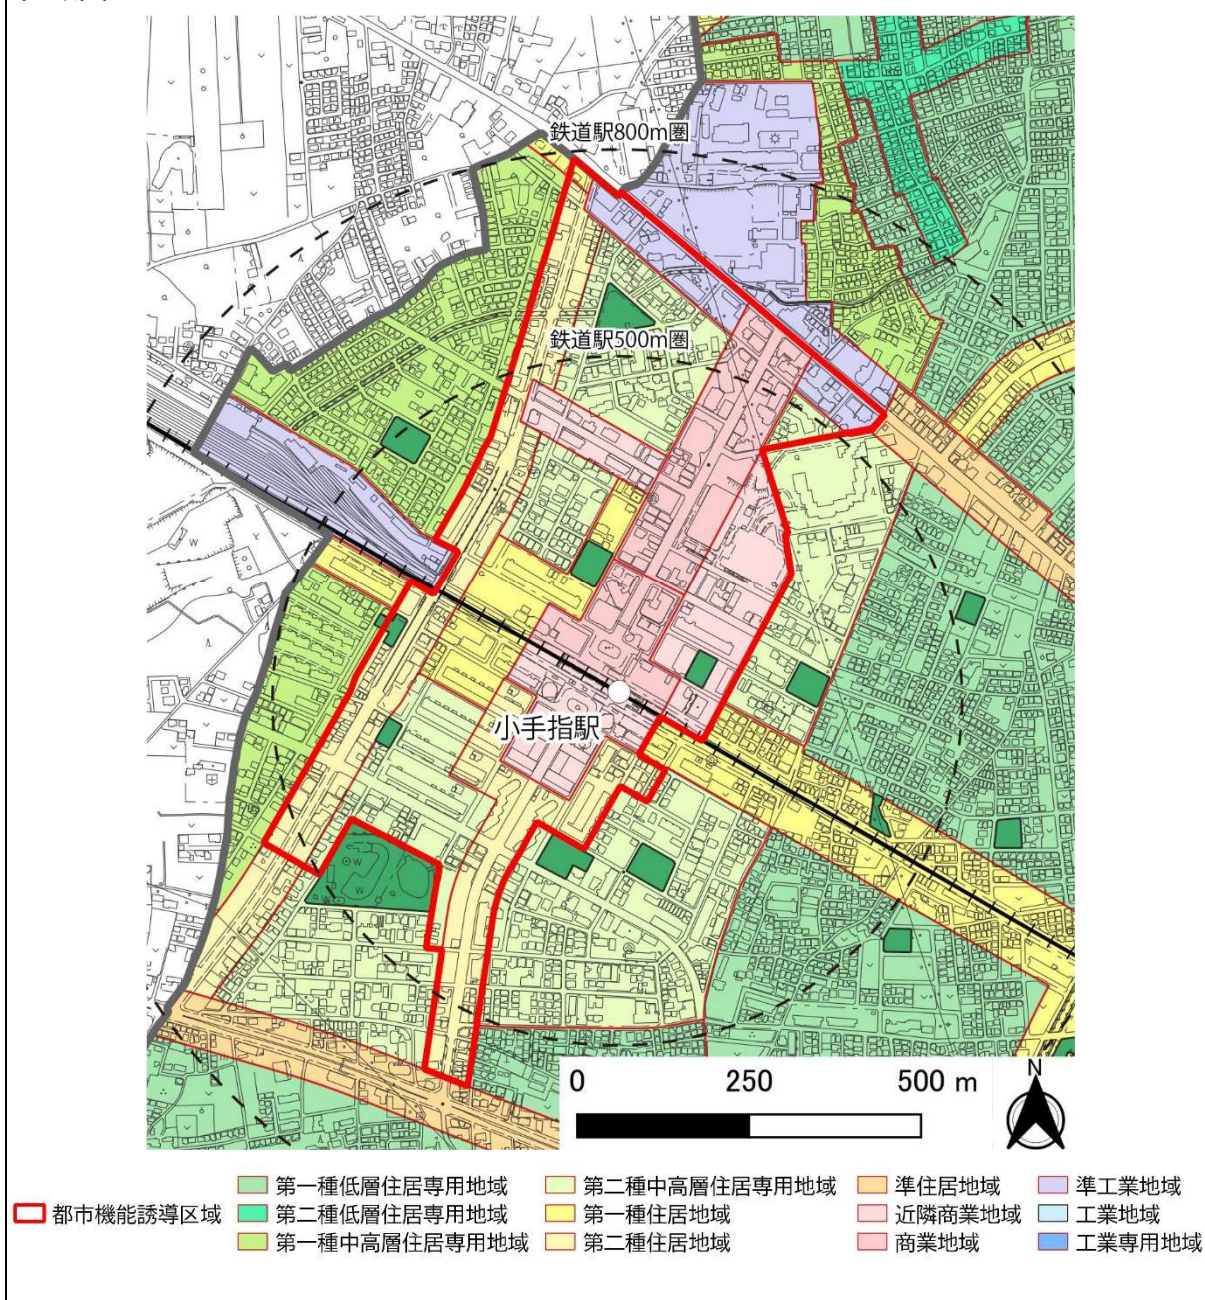 鉄道駅800m圏
鉄道駅500m圏
小手指駅
0 250 500 m
N
都市機能誘導区域
第一種低層住居専用地域
第二種低層住居専用地域
第一種中高層住居専用地域
第二種中高層住居専用地域
第一種住居地域
第二種住居地域
準住居地域
近隣商業地域
商業地域
準工業地域
工業地域
工業専用地域